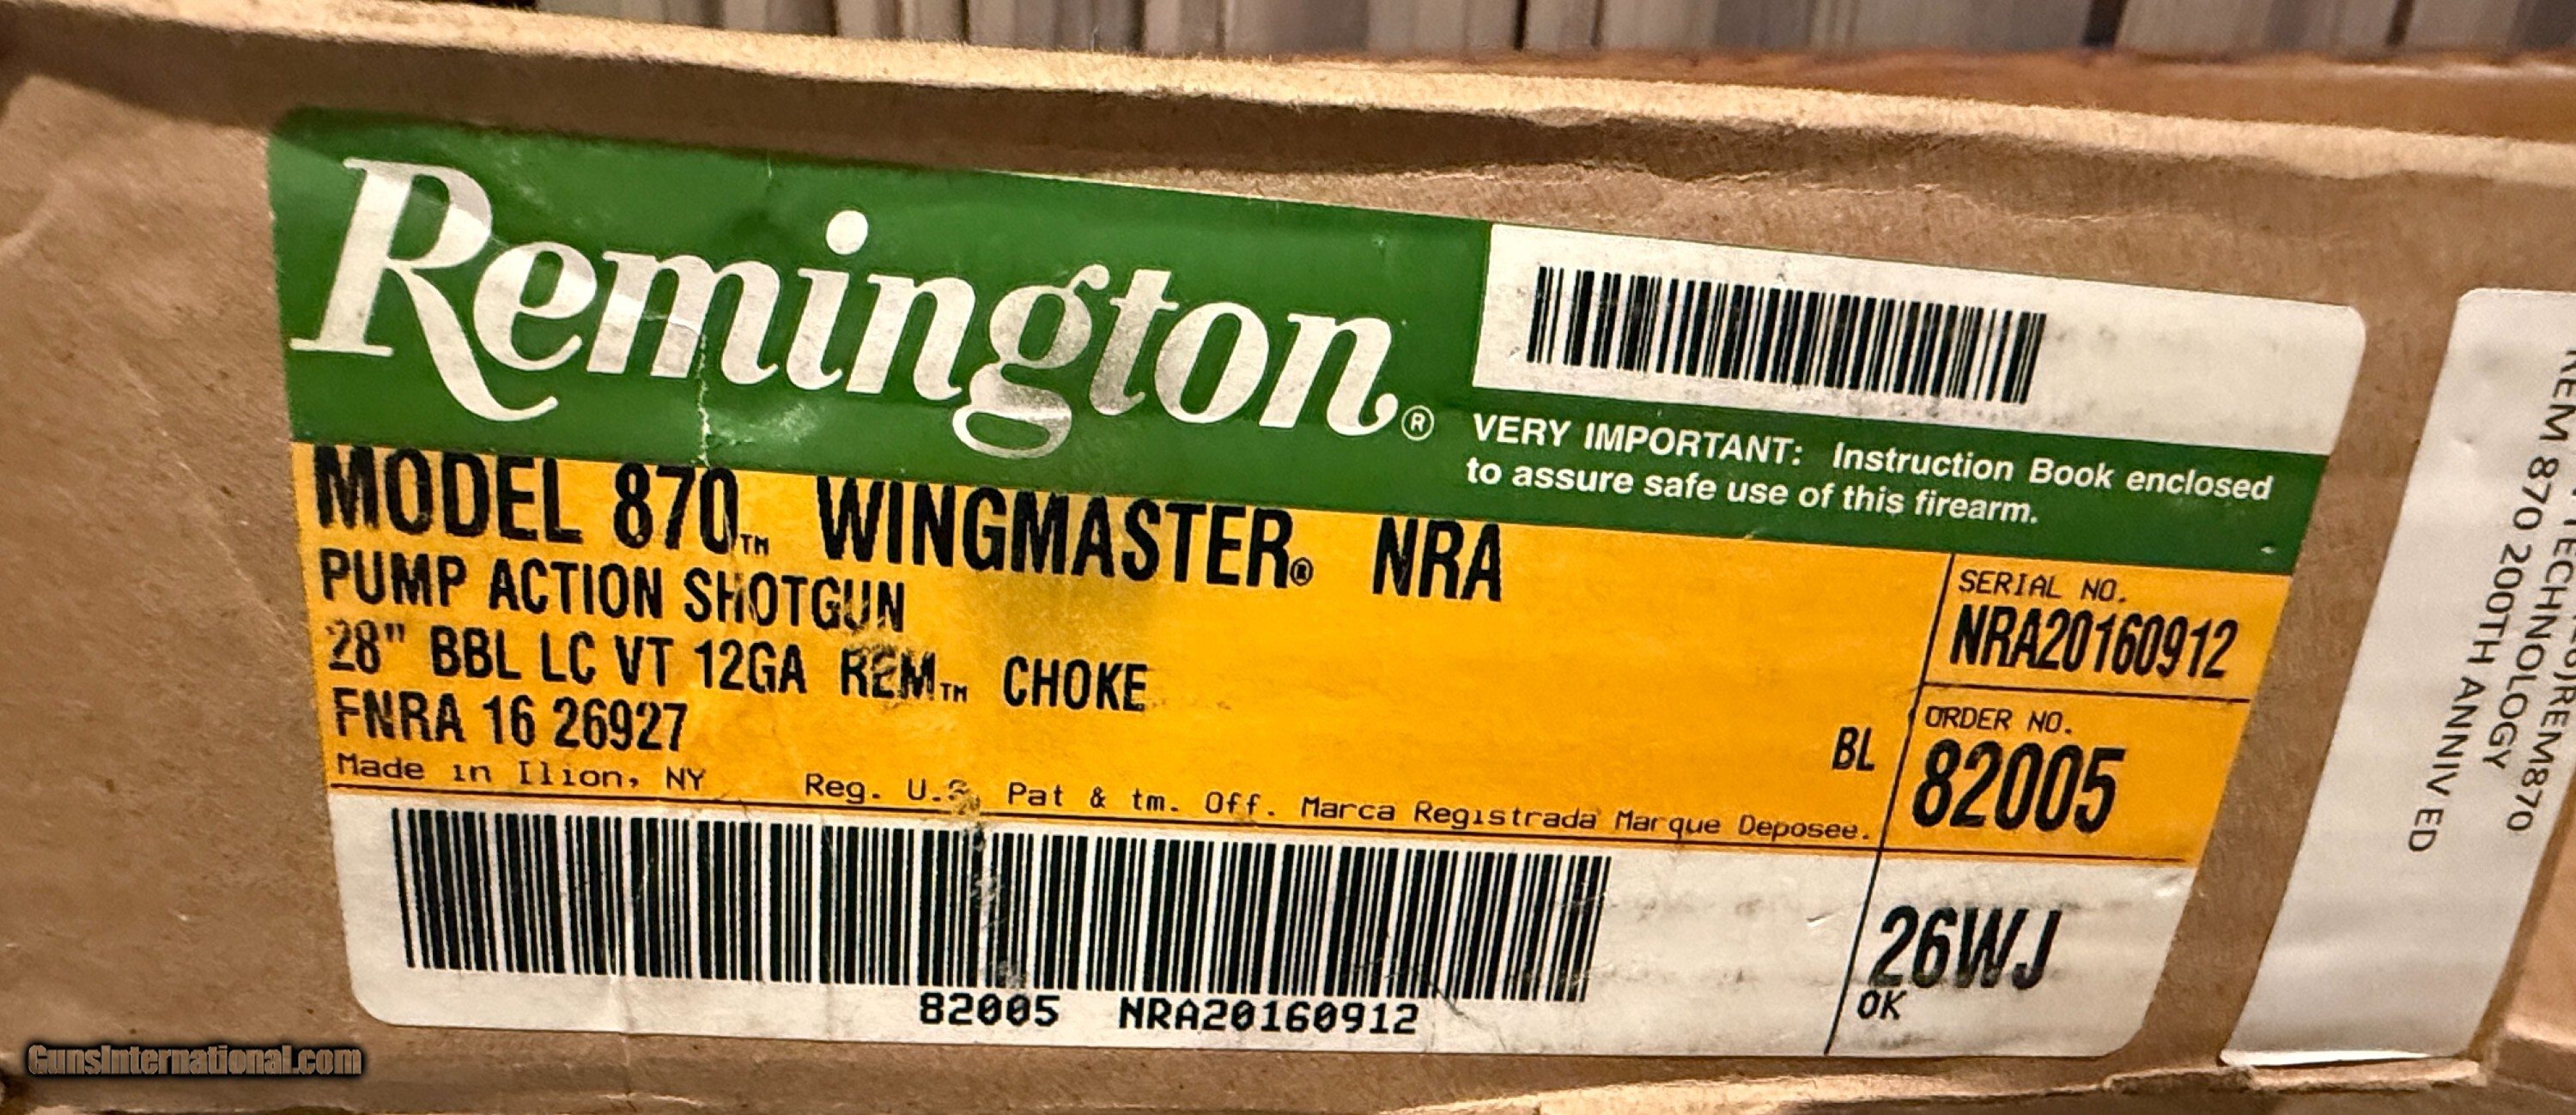 Remington®
VERY IMPORTANT: Instruction Book enclosed
to assure safe use of this firearm.
MODEL 870™ WINGMASTER® NRA
PUMP ACTION SHOTGUN
28" BBL LC VT 12GA REM™ CHOKE
FNRA 16 26927
BL
Made in Ilion, NY Reg. U.S. Pat & tm. Off. Marca Registrada Marque Deposee.
SERIAL NO.
NRA20160912
ORDER NO.
82005
26WJ
OK
82005 NRA20160912
REM870
TECHNOLOGY
REM 870 200TH ANNIV ED
GunsInternational.com